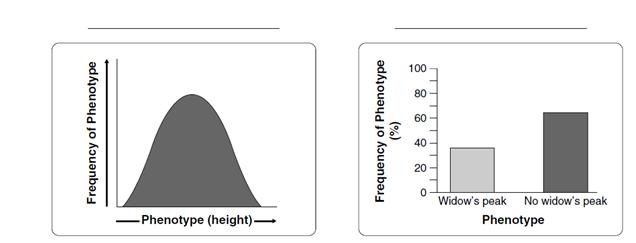 Frequency of Phenotype
Phenotype (height)
Frequency of Phenotype
(%)
100
80
60
40
20
0
Widow's peak No widow's peak
Phenotype